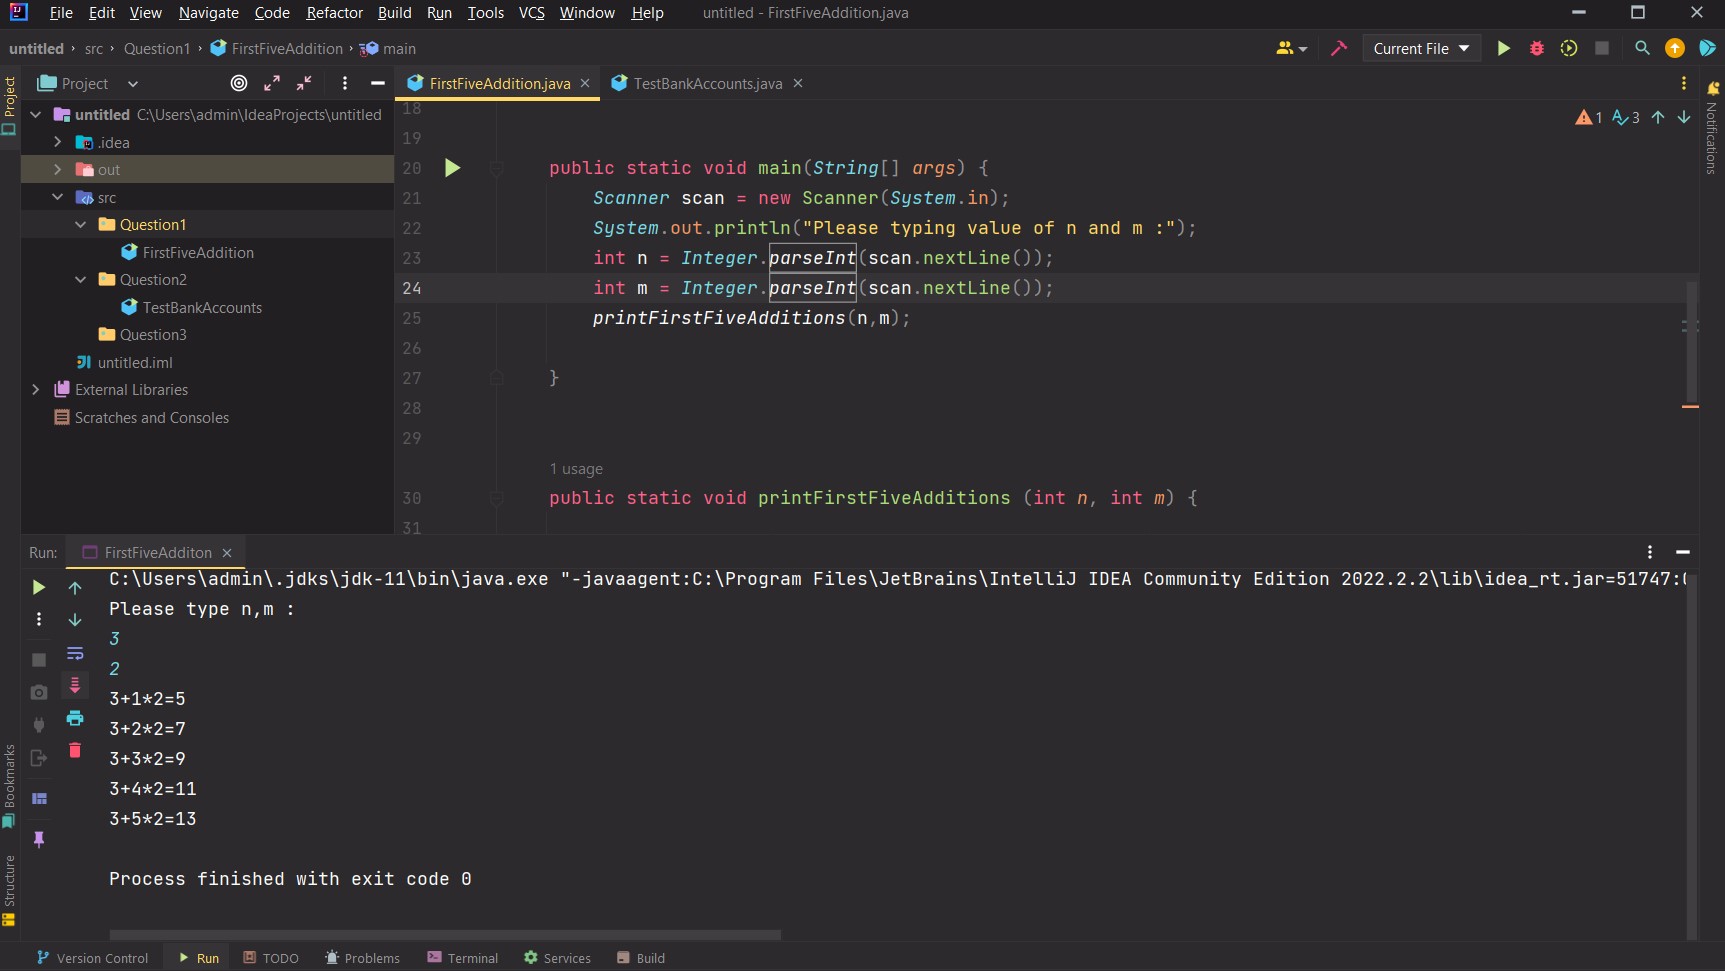 File Edit View Navigate Code Refactor Build Run Tools VCS Window Help untitled - FirstFiveAddition.java
untitled › src › Question1 › FirstFiveAddition › main
Current File
Project
Project
untitled C:\Users\admin\IdeaProjects\untitled
.idea
out
src
Question1
FirstFiveAddition
Question2
TestBankAccounts
Question3
untitled.iml
External Libraries
Scratches and Consoles
FirstFiveAddition.java
TestBankAccounts.java
1 3
Notifications
18
19
20 public static void main(String[] args) {
21 Scanner scan = new Scanner(System.in);
22 System.out.println("Please typing value of n and m :");
23 int n = Integer.parseInt(scan.nextLine());
24 int m = Integer.parseInt(scan.nextLine());
25 printFirstFiveAdditions(n,m);
26
27 }
28
29
1 usage
30 public static void printFirstFiveAdditions (int n, int m) {
31
Run: FirstFiveAdditon
C:\Users\admin\.jdks\jdk-11\bin\java.exe "-javaagent:C:\Program Files\JetBrains\IntelliJ IDEA Community Edition 2022.2.2\lib\idea_rt.jar=51747:
Please type n,m :
3
2
3+1*2=5
3+2*2=7
3+3*2=9
3+4*2=11
3+5*2=13
Process finished with exit code 0
Bookmarks
Structure
Version Control Run TODO Problems Terminal Services Build